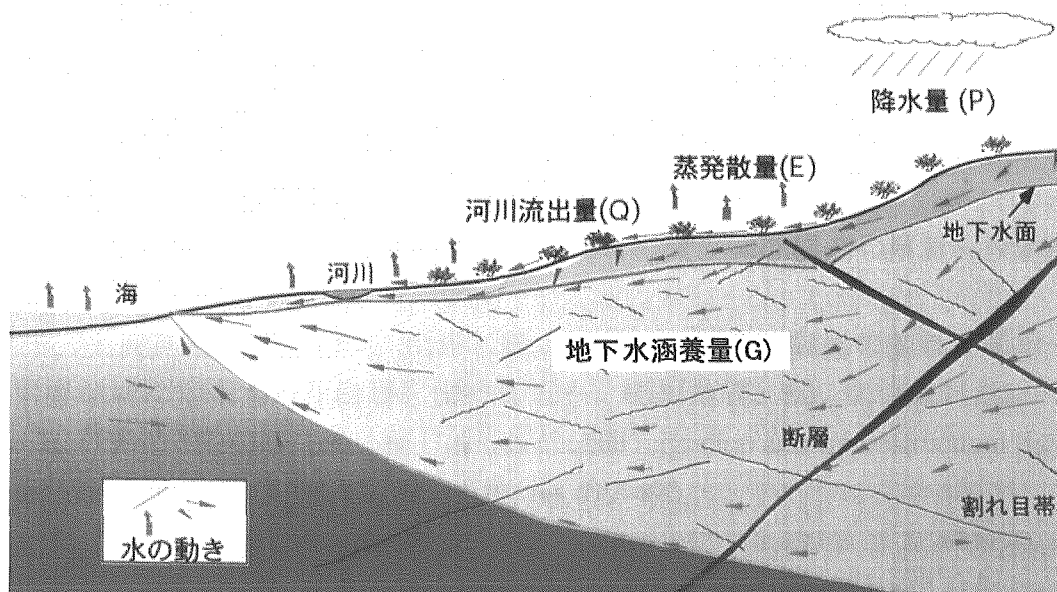 降水量 (P)
蒸発散量(E)
河川流出量(Q)
地下水面
河川
海
地下水涵養量(G)
断層
割れ目帯
水の動き